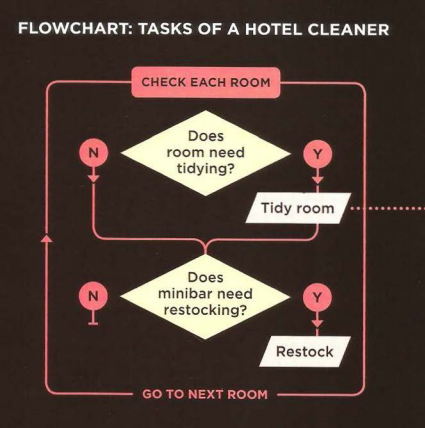 FLOWCHART: TASKS OF A HOTEL CLEANER
CHECK EACH ROOM
Does
room need
tidying?
N
Y
Tidy room
Does
minibar need
restocking?
N
Y
Restock
GO TO NEXT ROOM